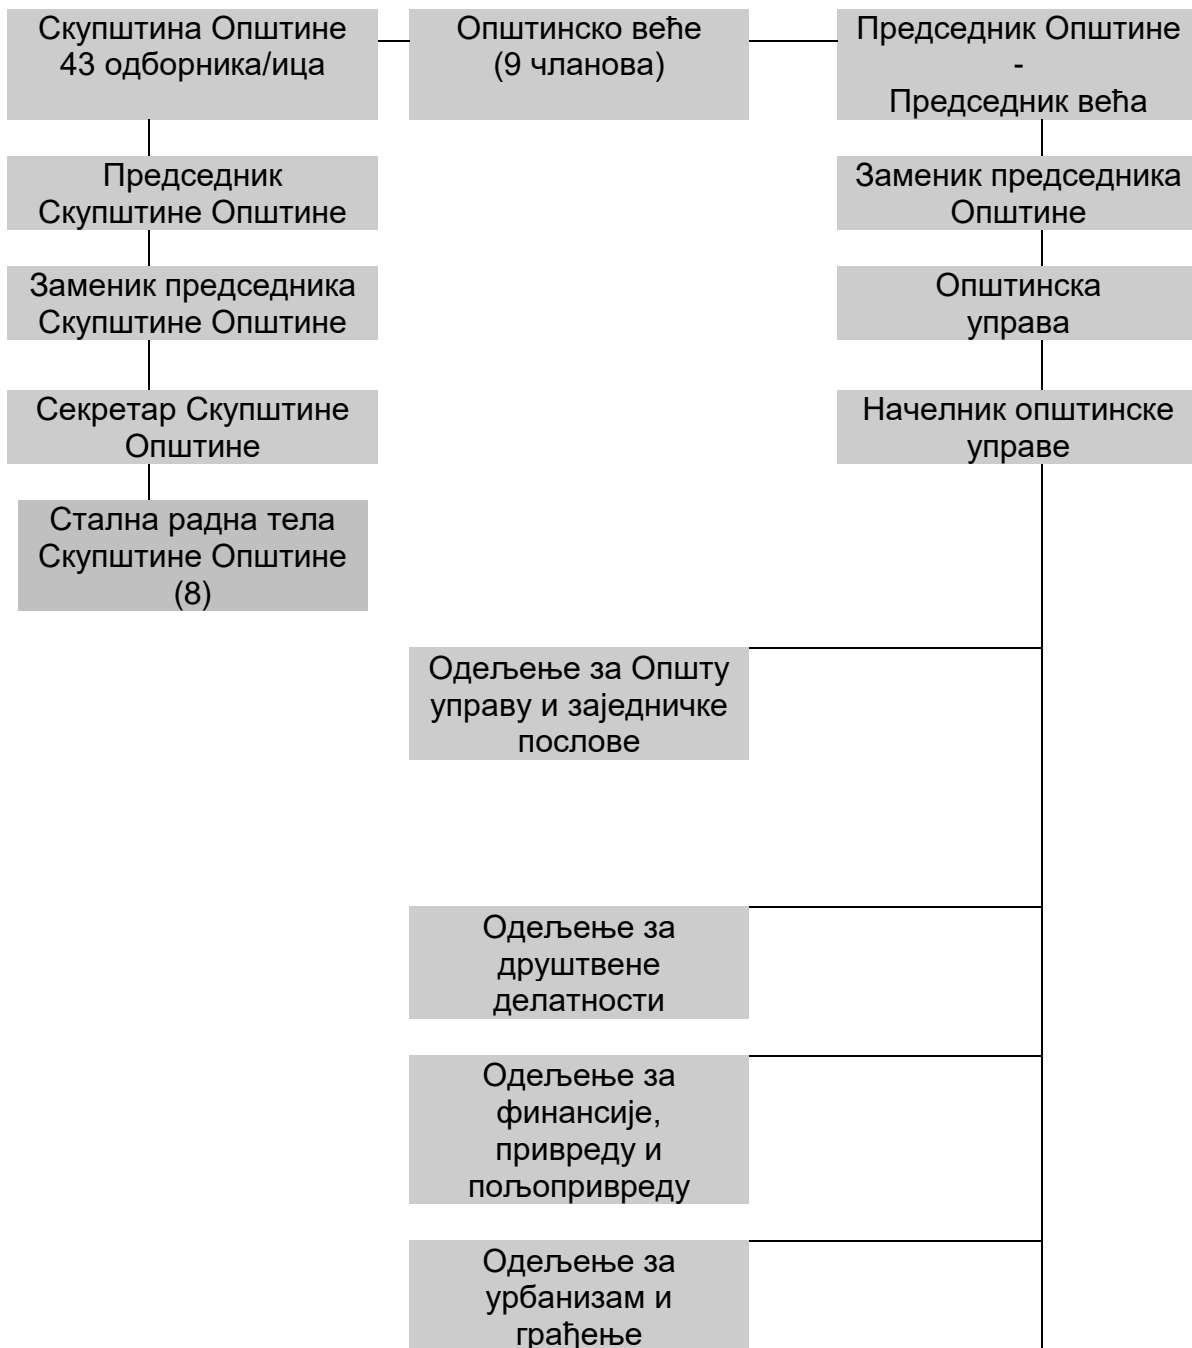 Скупштина Општине
43 одборника/ица
Општинско веће
(9 чланова)
Председник Општине
-
Председник већа
Председник
Скупштине Општине
Заменик председника
Општине
Заменик председника
Скупштине Општине
Општинска
управа
Секретар Скупштине
Општине
Начелник општинске
управе
Стална радна тела
Скупштине Општине
(8)
Одељење за Општу
управу и заједничке
послове
Одељење за
друштвене
делатности
Одељење за
финансије,
привреду и
пољопривреду
Одељење за
урбанизам и
грађење